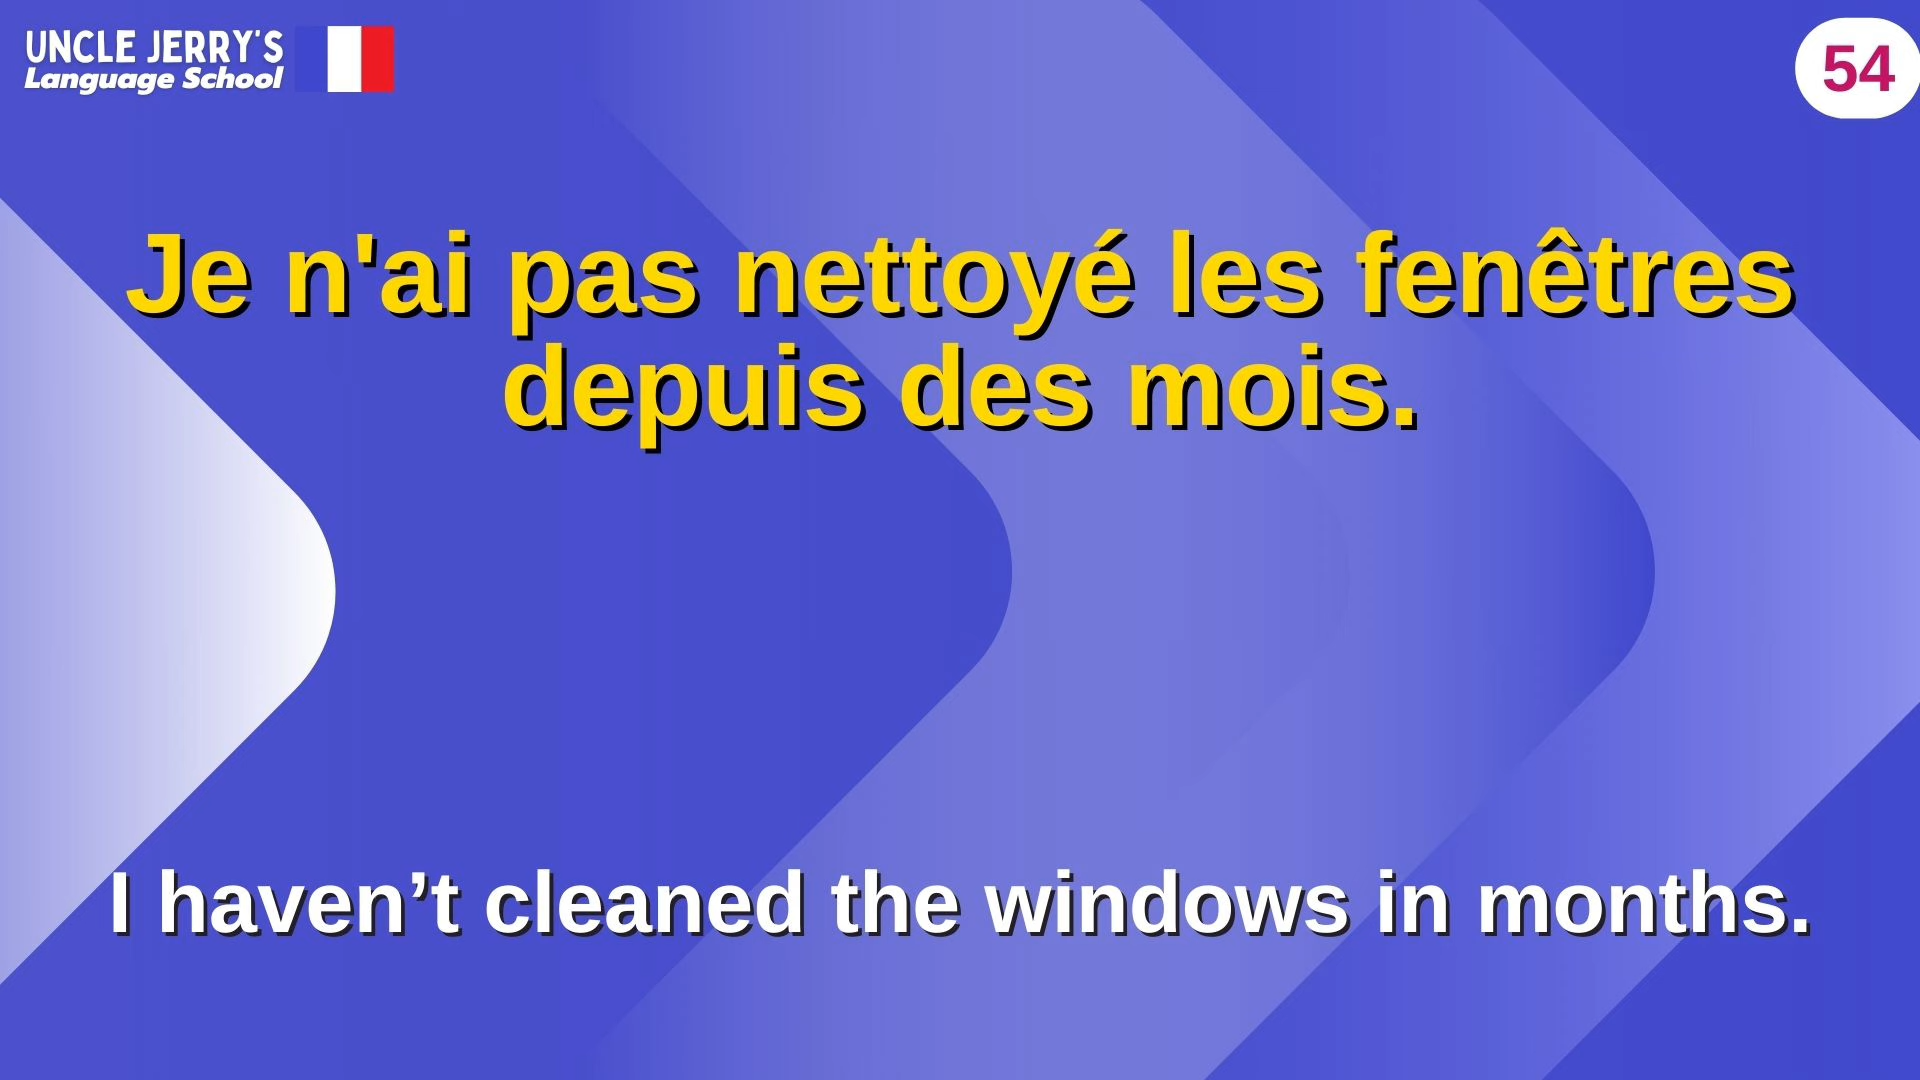 UNCLE JERRY'S
Language School
54
Je n'ai pas nettoyé les fenêtres
depuis des mois.
I haven’t cleaned the windows in months.